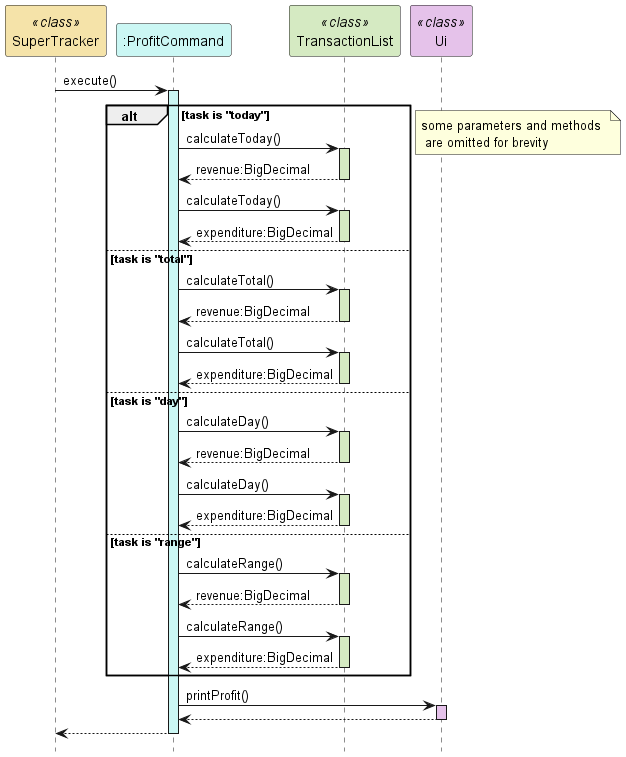 «class»
SuperTracker
:ProfitCommand
«class»
TransactionList
«class»
Ui
execute()
alt
[task is "today"]
some parameters and methods
are omitted for brevity
calculateToday()
revenue:BigDecimal
calculateToday()
expenditure:BigDecimal
[task is "total"]
calculateTotal()
revenue:BigDecimal
calculateTotal()
expenditure:BigDecimal
[task is "day"]
calculateDay()
revenue:BigDecimal
calculateDay()
expenditure:BigDecimal
[task is "range"]
calculateRange()
revenue:BigDecimal
calculateRange()
expenditure:BigDecimal
printProfit()